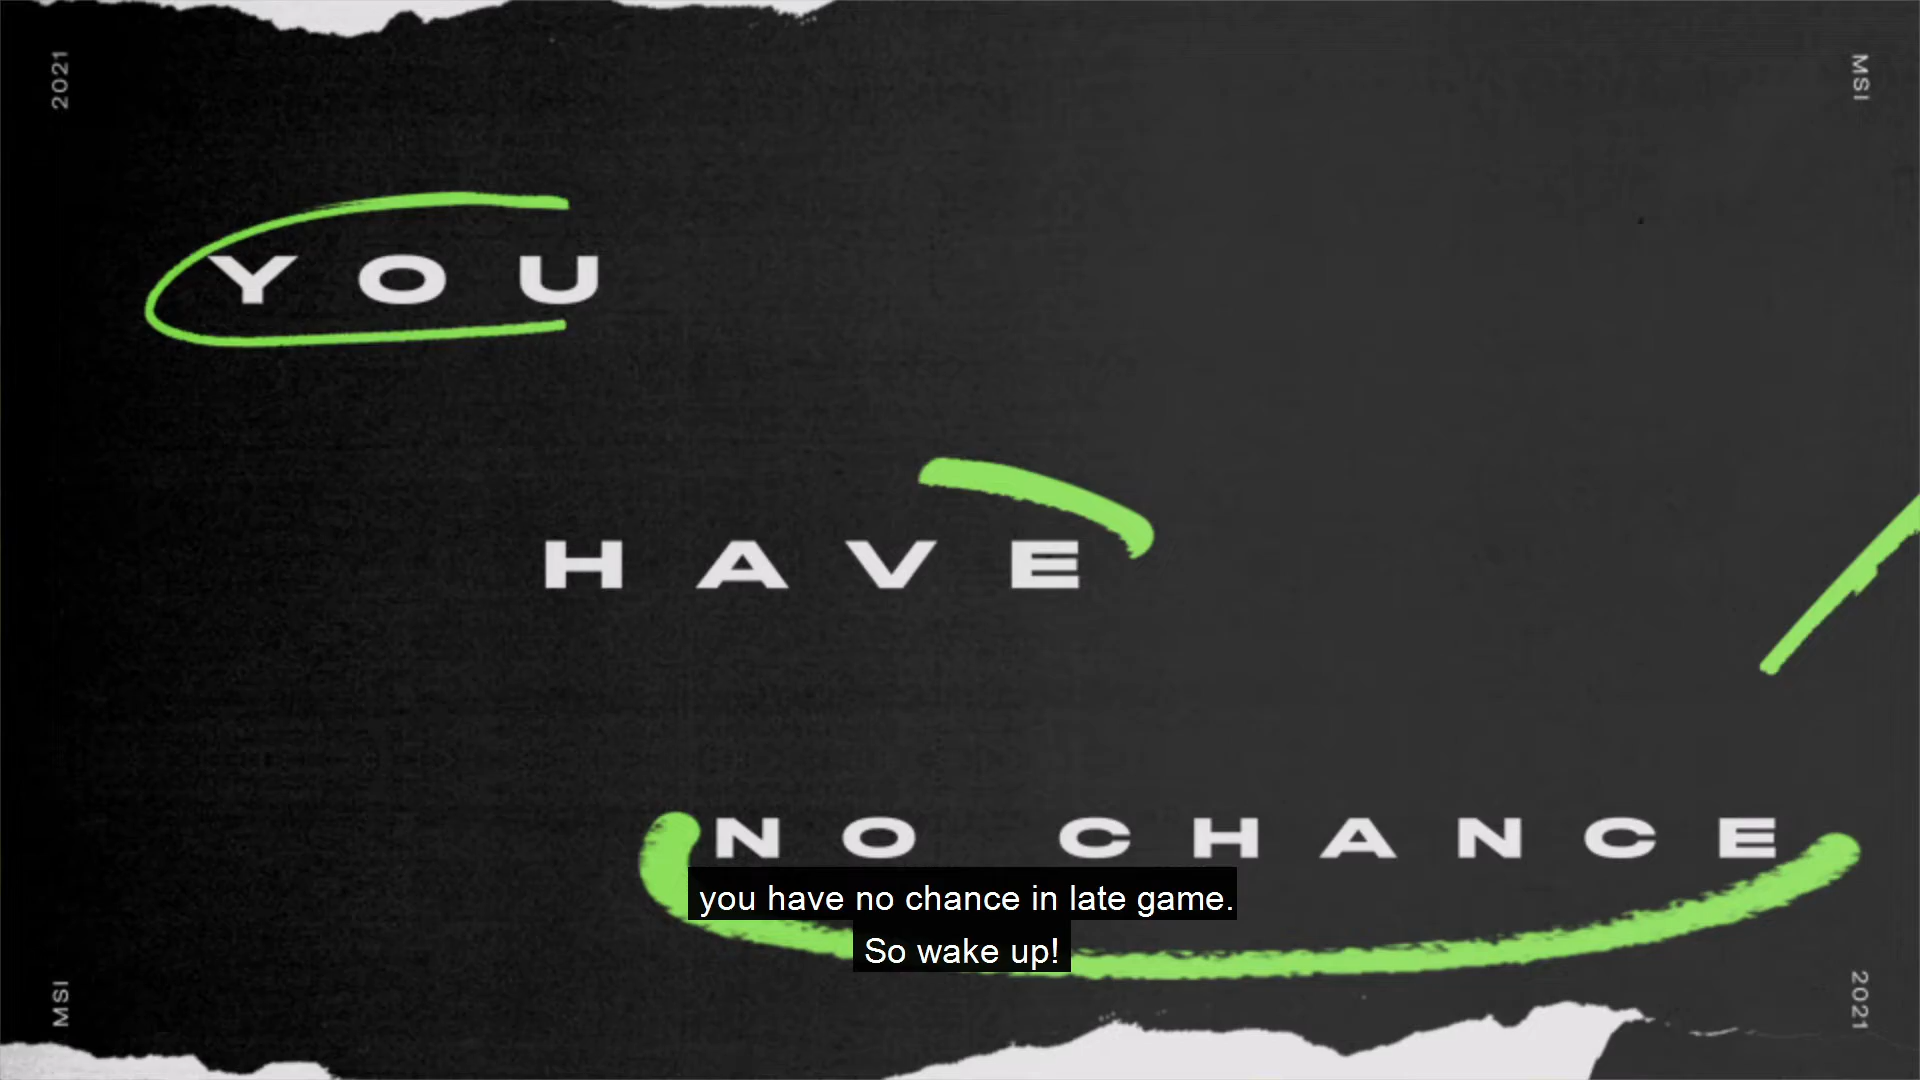 2021
MSI
YOU
HAVE
NO CHANCE
you have no chance in late game.
So wake up!
MSI
2021